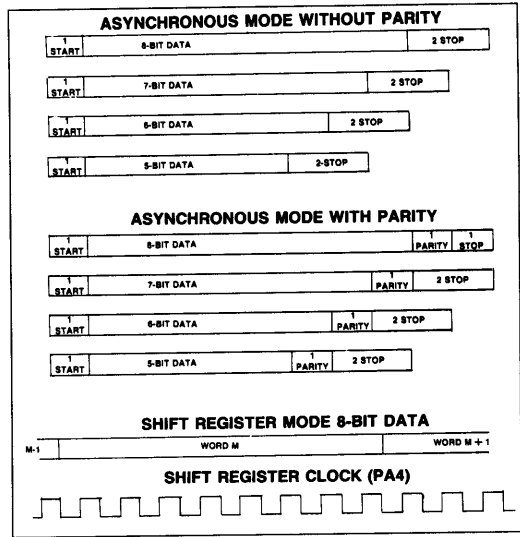 ASYNCHRONOUS MODE WITHOUT PARITY
1 START 8-BIT DATA 2 STOP
1 START 7-BIT DATA 2 STOP
1 START 6-BIT DATA 2 STOP
1 START 5-BIT DATA 2-STOP
ASYNCHRONOUS MODE WITH PARITY
1 START 8-BIT DATA 1 PARITY 1 STOP
1 START 7-BIT DATA 1 PARITY 2 STOP
1 START 6-BIT DATA 1 PARITY 2 STOP
1 START 5-BIT DATA 1 PARITY 2 STOP
SHIFT REGISTER MODE 8-BIT DATA
M-1 WORD M WORD M + 1
SHIFT REGISTER CLOCK (PA4)